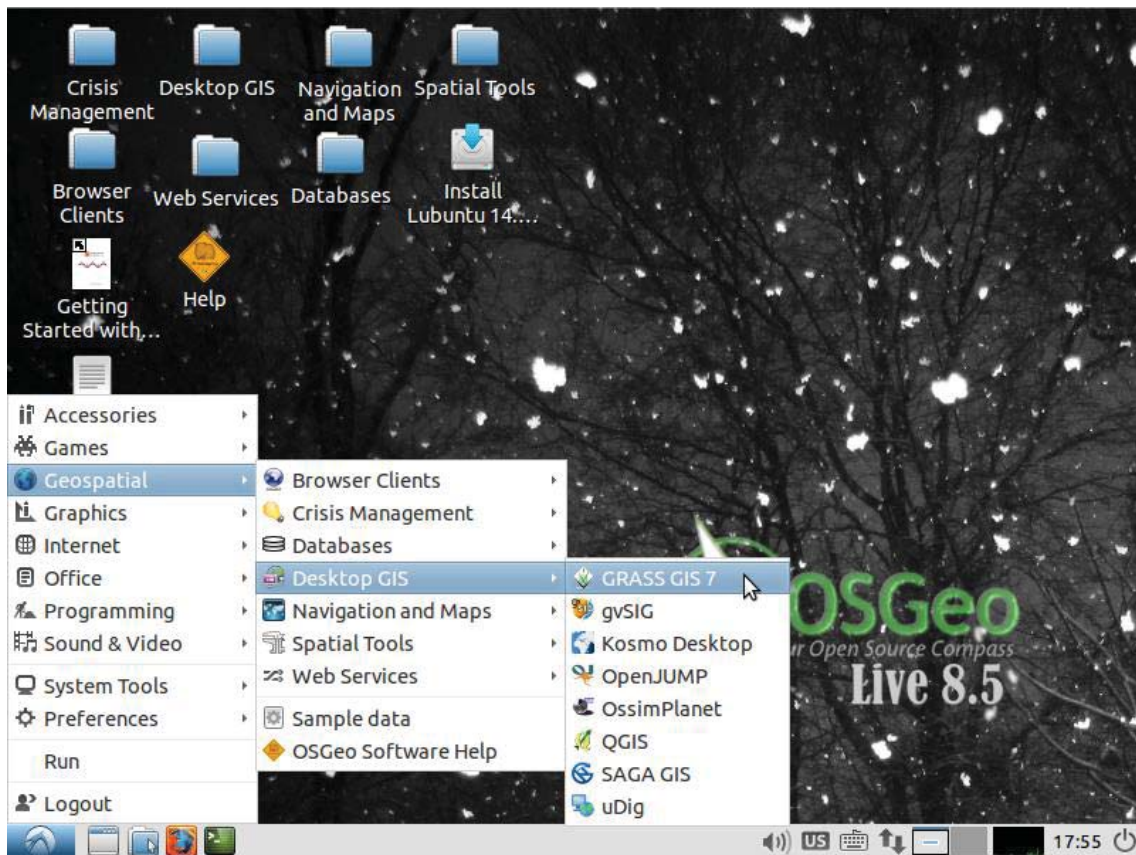 Crisis
Management
Desktop GIS
Navigation
and Maps
Spatial Tools
Browser
Clients
Web Services
Databases
Install
Lubuntu 14....
Getting
Started with...
Help
Accessories
Games
Geospatial
Graphics
Internet
Office
Programming
Sound & Video
System Tools
Preferences
Run
Logout
Browser Clients
Crisis Management
Databases
Desktop GIS
Navigation and Maps
Spatial Tools
Web Services
Sample data
OSGeo Software Help
GRASS GIS 7
gvSIG
Kosmo Desktop
OpenJUMP
OssimPlanet
QGIS
SAGA GIS
uDig
OSGeo
Open Source Compass
Live 8.5
US
17:55